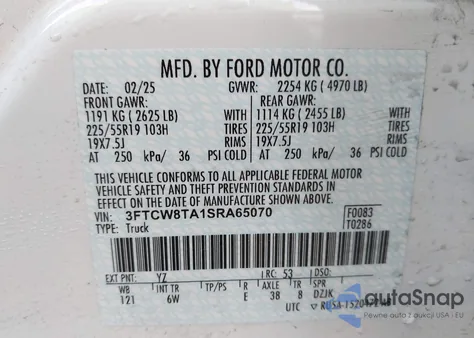 MFD. BY FORD MOTOR CO.
DATE: 02/25 GVWR: 2254 KG ( 4970 LB)
FRONT GAWR: REAR GAWR:
1191 KG ( 2625 LB) WITH 1114 KG ( 2455 LB) WITH
225/55R19 103H TIRES 225/55R19 103H TIRES
19X7.5J RIMS 19X7.5J RIMS
AT 250 kPa/ 36 PSI COLD AT 250 kPa/ 36 PSI COLD
THIS VEHICLE CONFORMS TO ALL APPLICABLE FEDERAL MOTOR
VEHICLE SAFETY AND THEFT PREVENTION STANDARDS IN
EFFECT ON THE DATE OF MANUFACTURE SHOWN ABOVE.
VIN: 3FTCW8TA1SRA65070 F0083
TYPE: Truck T0286
EXT PNT: YZ RC: 53 DSO:
WB INT TR TP/PS R AXLE TR SPR
121 6W E 38 8 DZJK
UTC
autoSnap
Pewne auta z USA i EU